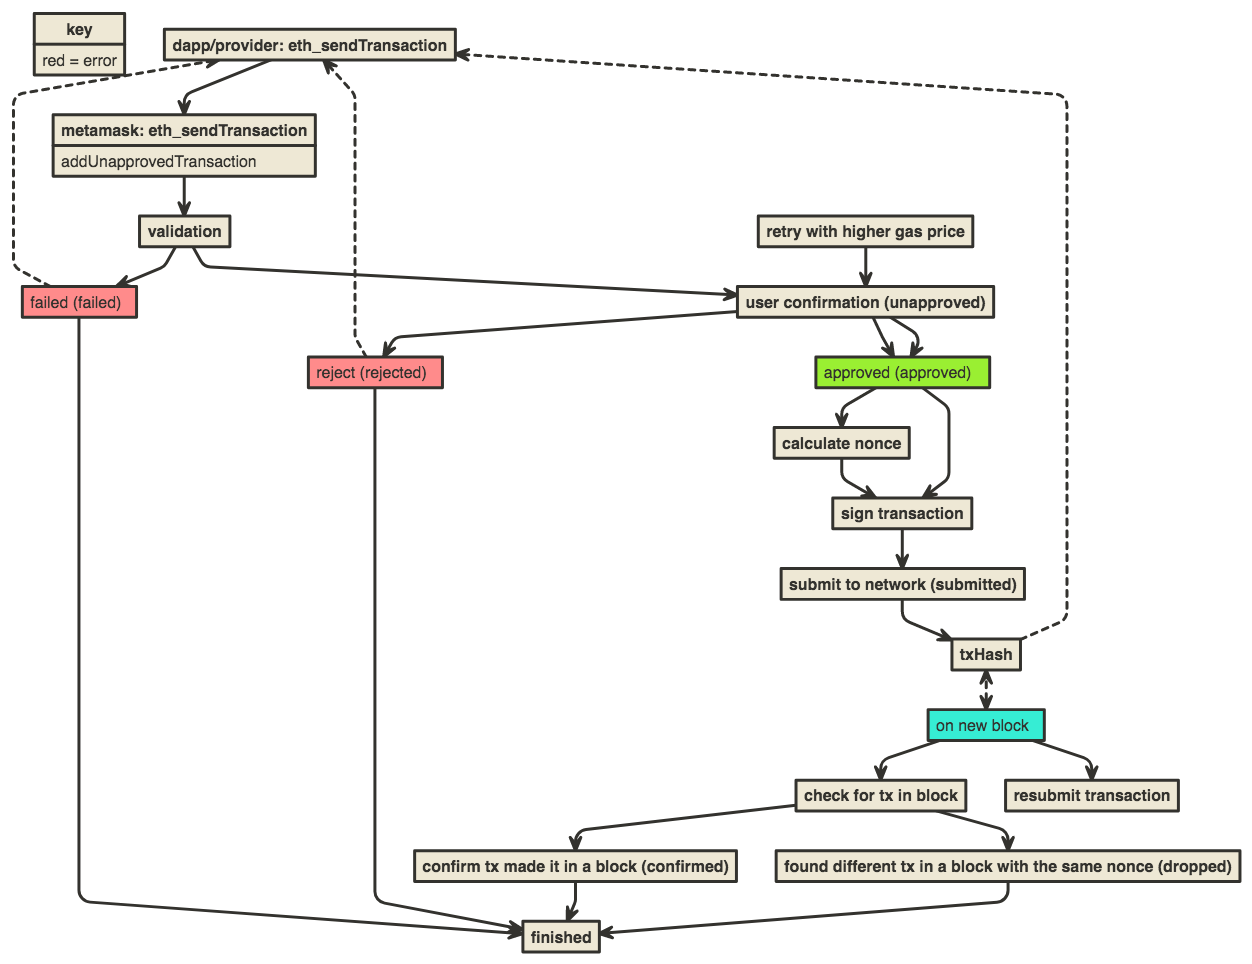 key
red = error
dapp/provider: eth_sendTransaction
metamask: eth_sendTransaction
addUnapprovedTransaction
validation
retry with higher gas price
failed (failed)
user confirmation (unapproved)
reject (rejected)
approved (approved)
calculate nonce
sign transaction
submit to network (submitted)
txHash
on new block
check for tx in block
resubmit transaction
confirm tx made it in a block (confirmed)
found different tx in a block with the same nonce (dropped)
finished